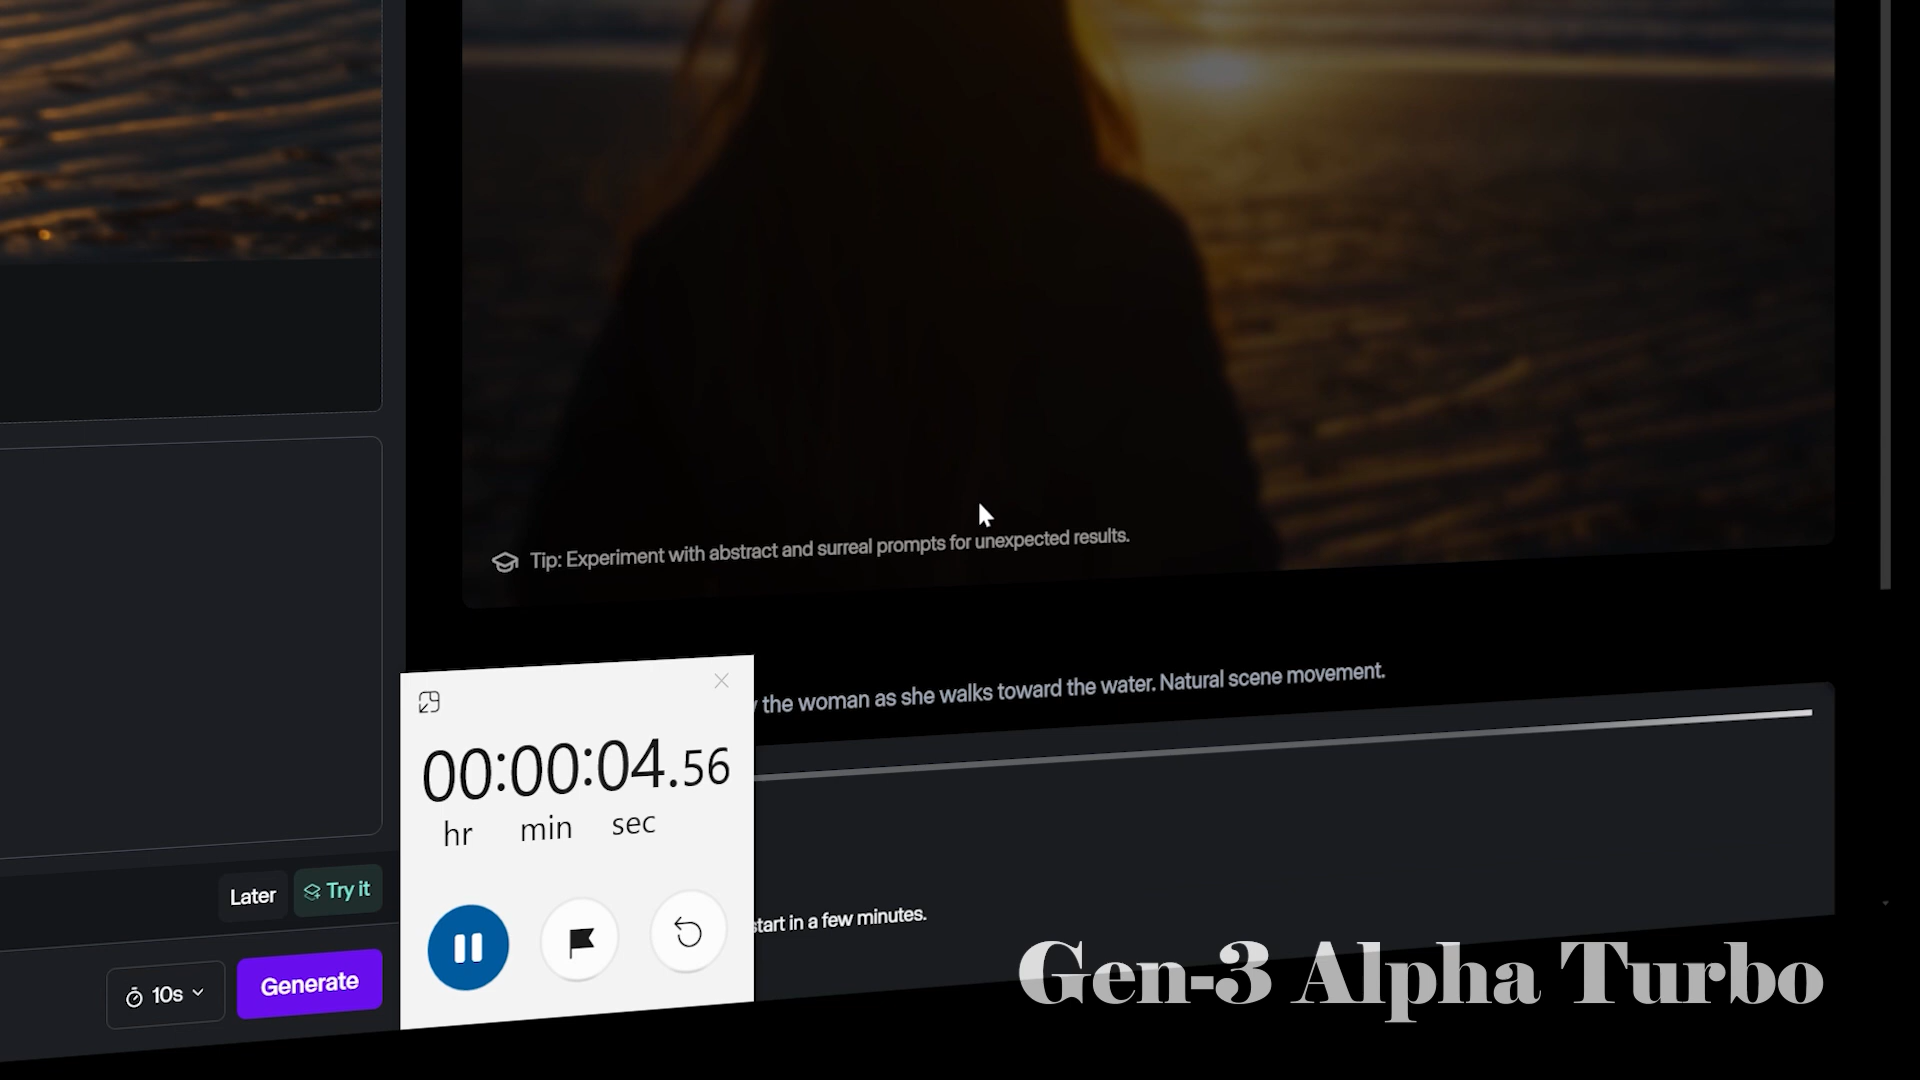 Tip: Experiment with abstract and surreal prompts for unexpected results.
the woman as she walks toward the water. Natural scene movement.
00:00:04.56
hr min sec
Later
Try it
start in a few minutes.
10s
Generate
Gen-3 Alpha Turbo